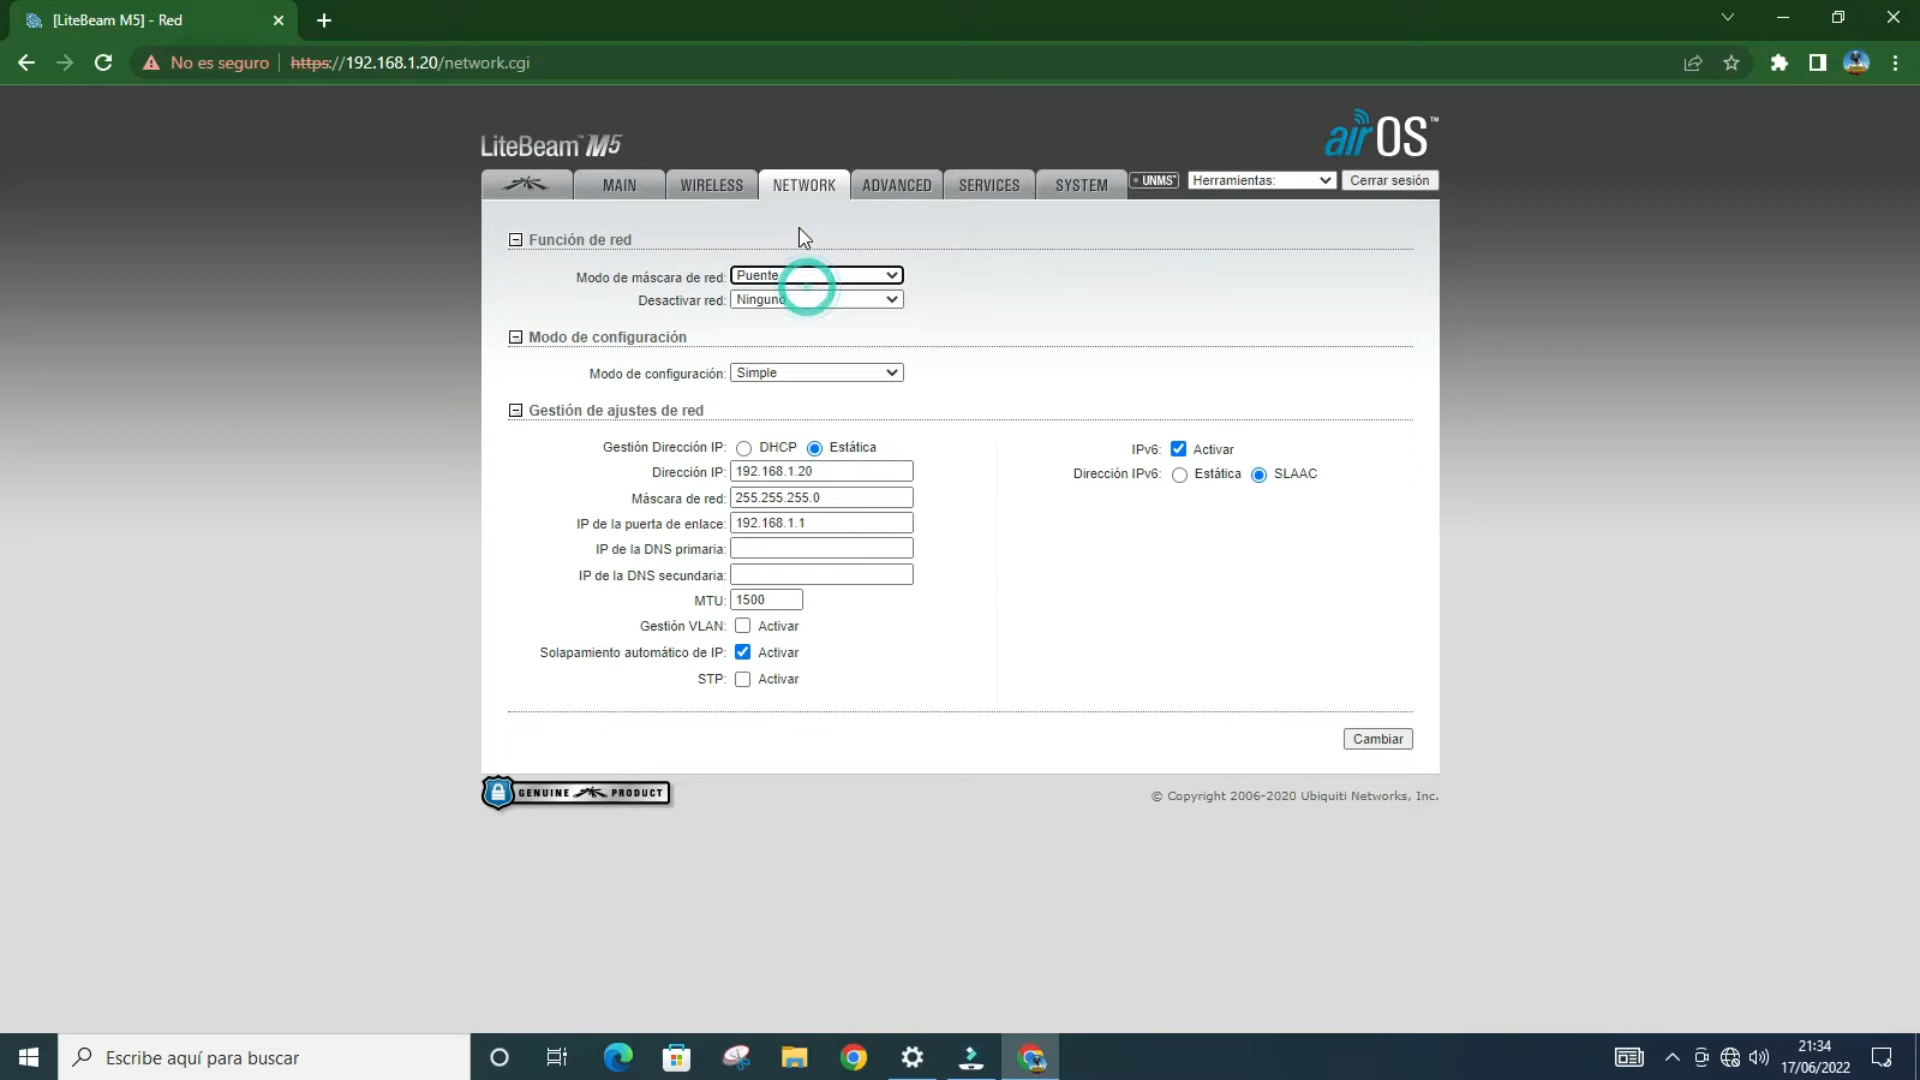 [LiteBeam M5] - Red
No es seguro
https://192.168.1.20/network.cgi
LiteBeam™ M5
airOS™
MAIN
WIRELESS
NETWORK
ADVANCED
SERVICES
SYSTEM
UNMS™
Herramientas:
Cerrar sesión
Función de red
Modo de máscara de red: Puente
Desactivar red: Ninguno
Modo de configuración
Modo de configuración: Simple
Gestión de ajustes de red
Gestión Dirección IP: DHCP Estática
Dirección IP: 192.168.1.20
Máscara de red: 255.255.255.0
IP de la puerta de enlace: 192.168.1.1
IP de la DNS primaria:
IP de la DNS secundaria:
MTU: 1500
Gestión VLAN: Activar
Solapamiento automático de IP: Activar
STP: Activar
IPv6: Activar
Dirección IPv6: Estática SLAAC
Cambiar
GENUINE PRODUCT
© Copyright 2006-2020 Ubiquiti Networks, Inc.
Escribe aquí para buscar
21:34
17/06/2022